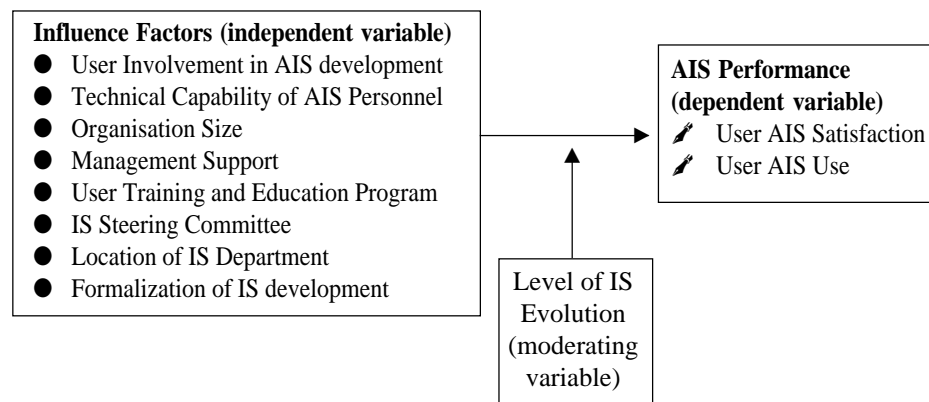 Influence Factors (independent variable)
● User Involvement in AIS development
● Technical Capability of AIS Personnel
● Organisation Size
● Management Support
● User Training and Education Program
● IS Steering Committee
● Location of IS Department
● Formalization of IS development
AIS Performance
(dependent variable)
User AIS Satisfaction
User AIS Use
Level of IS
Evolution
(moderating
variable)